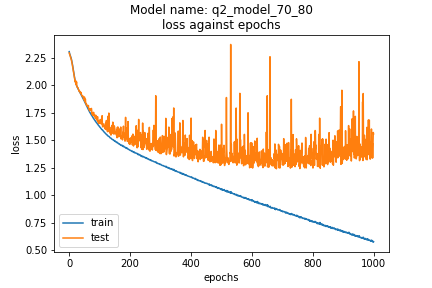 Model name: q2_model_70_80
loss against epochs
2.25
2.00
1.75
1.50
1.25
1.00
0.75
0.50
loss
train
test
0 200 400 600 800 1000
epochs